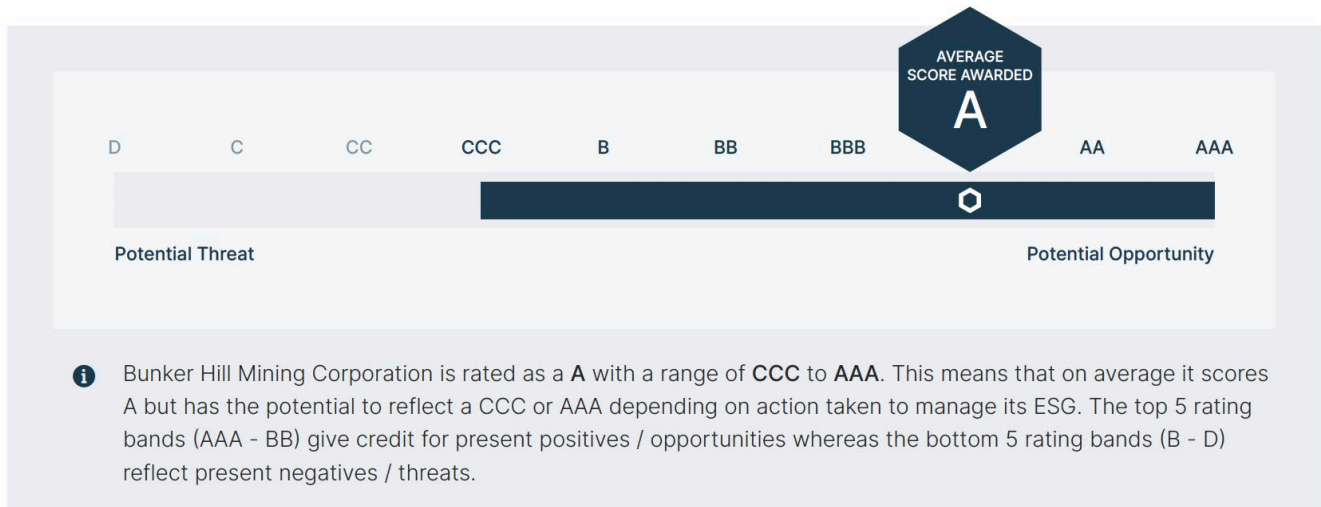 AVERAGE
SCORE AWARDED
A
D C CC CCC B BB BBB AA AAA
Potential Threat Potential Opportunity
Bunker Hill Mining Corporation is rated as a A with a range of CCC to AAA. This means that on average it scores
A but has the potential to reflect a CCC or AAA depending on action taken to manage its ESG. The top 5 rating
bands (AAA - BB) give credit for present positives / opportunities whereas the bottom 5 rating bands (B - D)
reflect present negatives / threats.